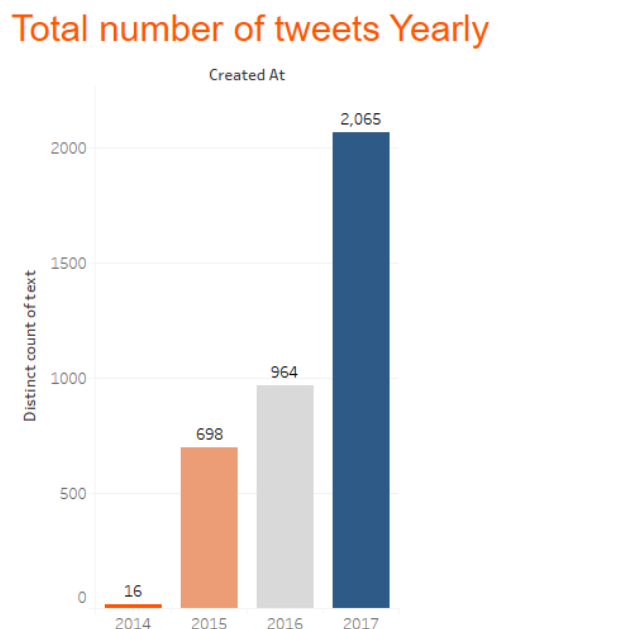 Total number of tweets Yearly
Created At
2,065
2000
1500
Distinct count of text
1000
964
698
500
16
0
2014 2015 2016 2017